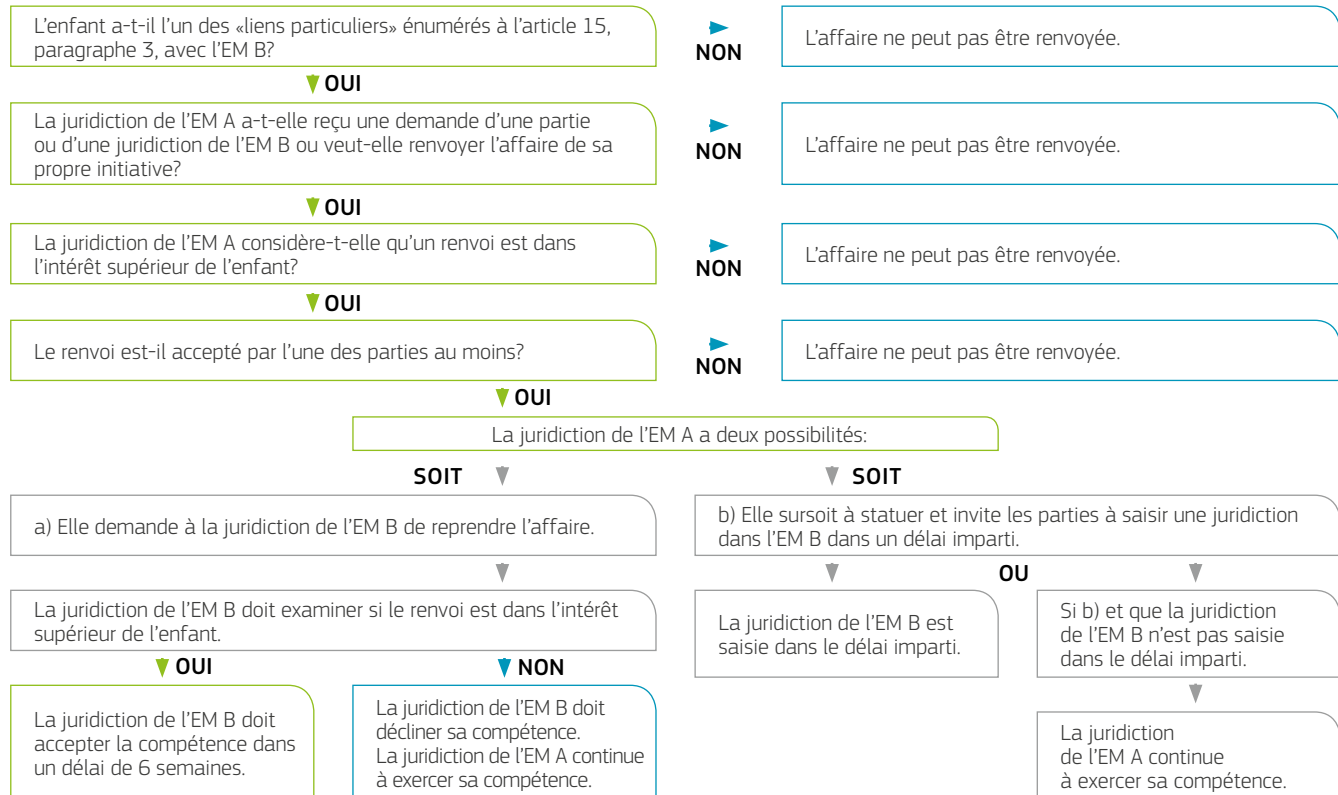 L'enfant a-t-il l'un des «liens particuliers» énumérés à l'article 15,
paragraphe 3, avec l'EM B?
NON
L'affaire ne peut pas être renvoyée.
OUI
La juridiction de l'EM A a-t-elle reçu une demande d'une partie
ou d'une juridiction de l'EM B ou veut-elle renvoyer l'affaire de sa
propre initiative?
NON
L'affaire ne peut pas être renvoyée.
OUI
La juridiction de l'EM A considère-t-elle qu'un renvoi est dans
l'intérêt supérieur de l'enfant?
NON
L'affaire ne peut pas être renvoyée.
OUI
Le renvoi est-il accepté par l'une des parties au moins?
NON
L'affaire ne peut pas être renvoyée.
OUI
La juridiction de l'EM A a deux possibilités:
SOIT
SOIT
a) Elle demande à la juridiction de l'EM B de reprendre l'affaire.
b) Elle sursoit à statuer et invite les parties à saisir une juridiction
dans l'EM B dans un délai imparti.
OU
La juridiction de l'EM B doit examiner si le renvoi est dans l'intérêt
supérieur de l'enfant.
La juridiction de l'EM B est
saisie dans le délai imparti.
Si b) et que la juridiction
de l'EM B n'est pas saisie
dans le délai imparti.
OUI
NON
La juridiction de l'EM B doit
accepter la compétence dans
un délai de 6 semaines.
La juridiction de l'EM B doit
décliner sa compétence.
La juridiction de l'EM A continue
à exercer sa compétence.
La juridiction
de l'EM A continue
à exercer sa compétence.